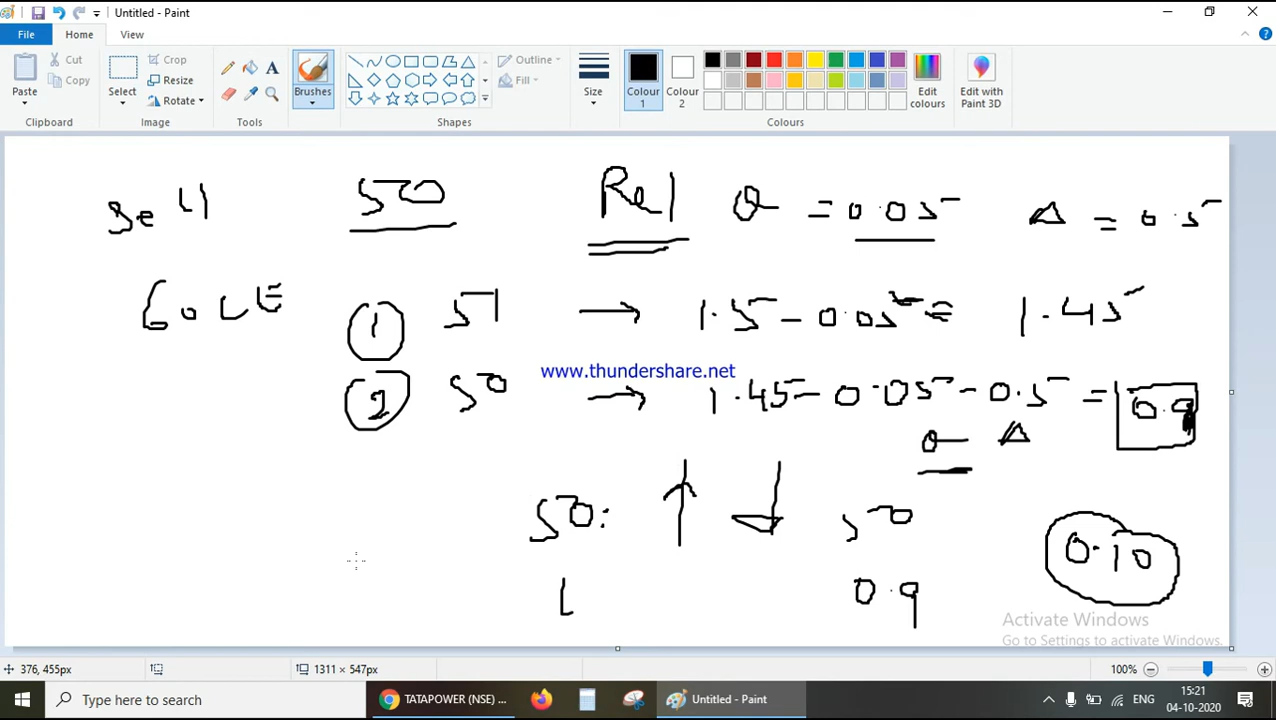 Untitled - Paint
File Home View
Cut
Copy
Paste
Clipboard
Crop
Resize
Rotate
Select
Image
Tools
Brushes
Outline
Fill
Shapes
Size
Colour 1
Colour 2
Edit colours
Edit with Paint 3D
Colours
Sell 50 Rel θ = 0.05 Δ = 0.5
60 CE ① 51 → 1.5 - 0.05 = 1.45
www.thundershare.net
② 50 → 1.45 - 0.05 - 0.5 = 0.9
θ Δ
50: ↑ ↓ 50
0.10
1 0.9
Activate Windows
Go to Settings to activate Windows.
376, 455px 1311 × 547px 100%
Type here to search
TATAPOWER (NSE) ...
Untitled - Paint
ENG
15:21
04-10-2020